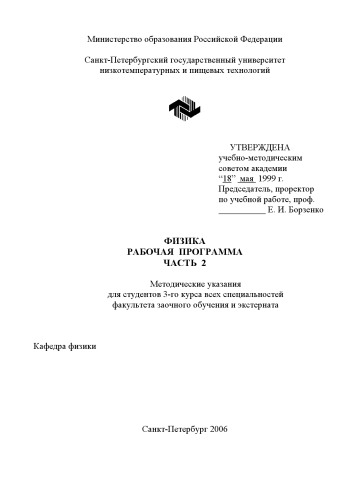 Министерство образования Российской Федерации
Санкт-Петербургский государственный университет
низкотемпературных и пищевых технологий
УТВЕРЖДЕНА
учебно-методическим
советом академии
“18” мая 1999 г.
Председатель, проректор
по учебной работе, проф.
___________ Е. И. Борзенко
ФИЗИКА
РАБОЧАЯ ПРОГРАММА
ЧАСТЬ 2
Методические указания
для студентов 3-го курса всех специальностей
факультета заочного обучения и экстерната
Кафедра физики
Санкт-Петербург 2006